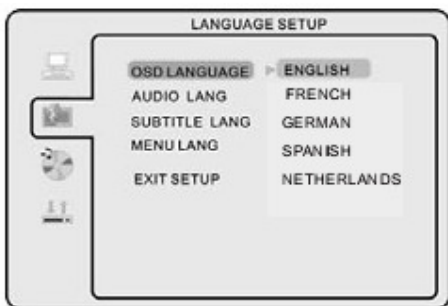 LANGUAGE SETUP
OSD LANGUAGE ENGLISH
AUDIO LANG FRENCH
SUBTITLE LANG GERMAN
MENU LANG SPANISH
EXIT SETUP NETHERLANDS